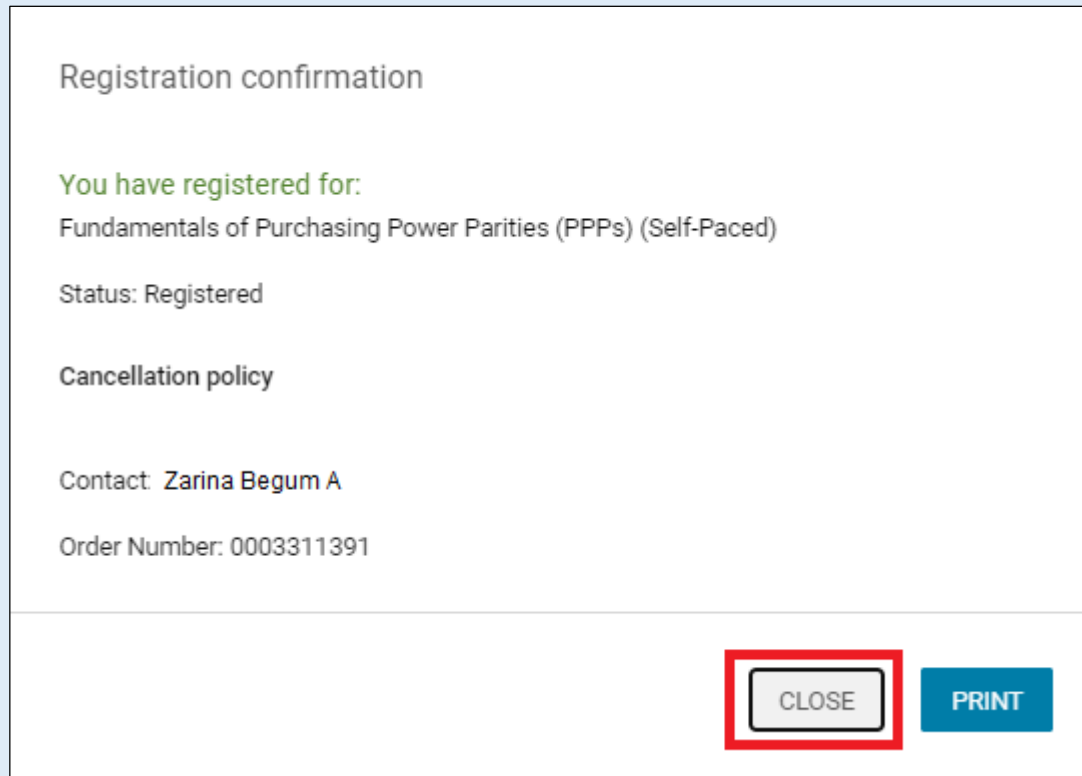 Registration confirmation
You have registered for:
Fundamentals of Purchasing Power Parities (PPPs) (Self-Paced)
Status: Registered
Cancellation policy
Contact: Zarina Begum A
Order Number: 0003311391
CLOSE PRINT